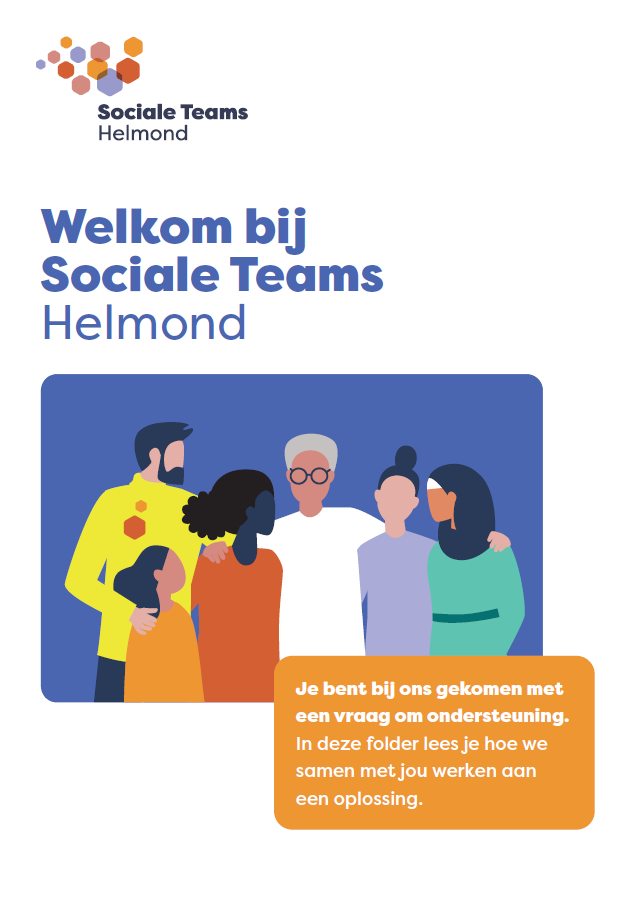 Sociale Teams
Helmond
Welkom bij
Sociale Teams
Helmond
Je bent bij ons gekomen met
een vraag om ondersteuning.
In deze folder lees je hoe we
samen met jou werken aan
een oplossing.